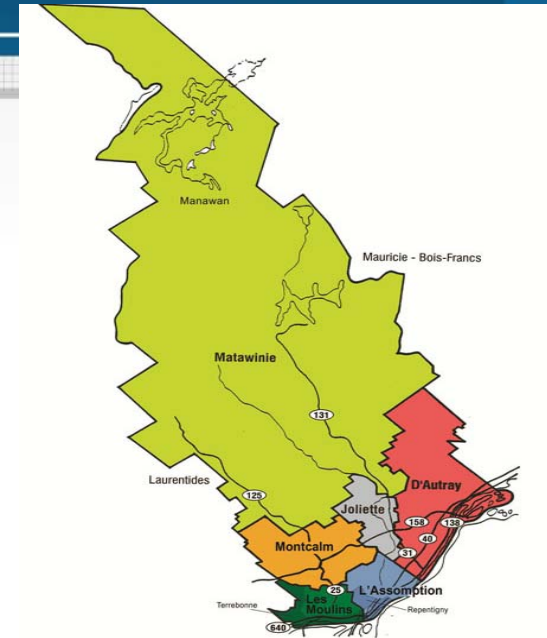 Manawan
Mauricie - Bois-Francs
Matawinie
131
Laurentides
125
D'Autray
Joliette
158
138
40
Montcalm
31
25
L'Assomption
Les
Moulins
Terrebonne
Repentigny
640